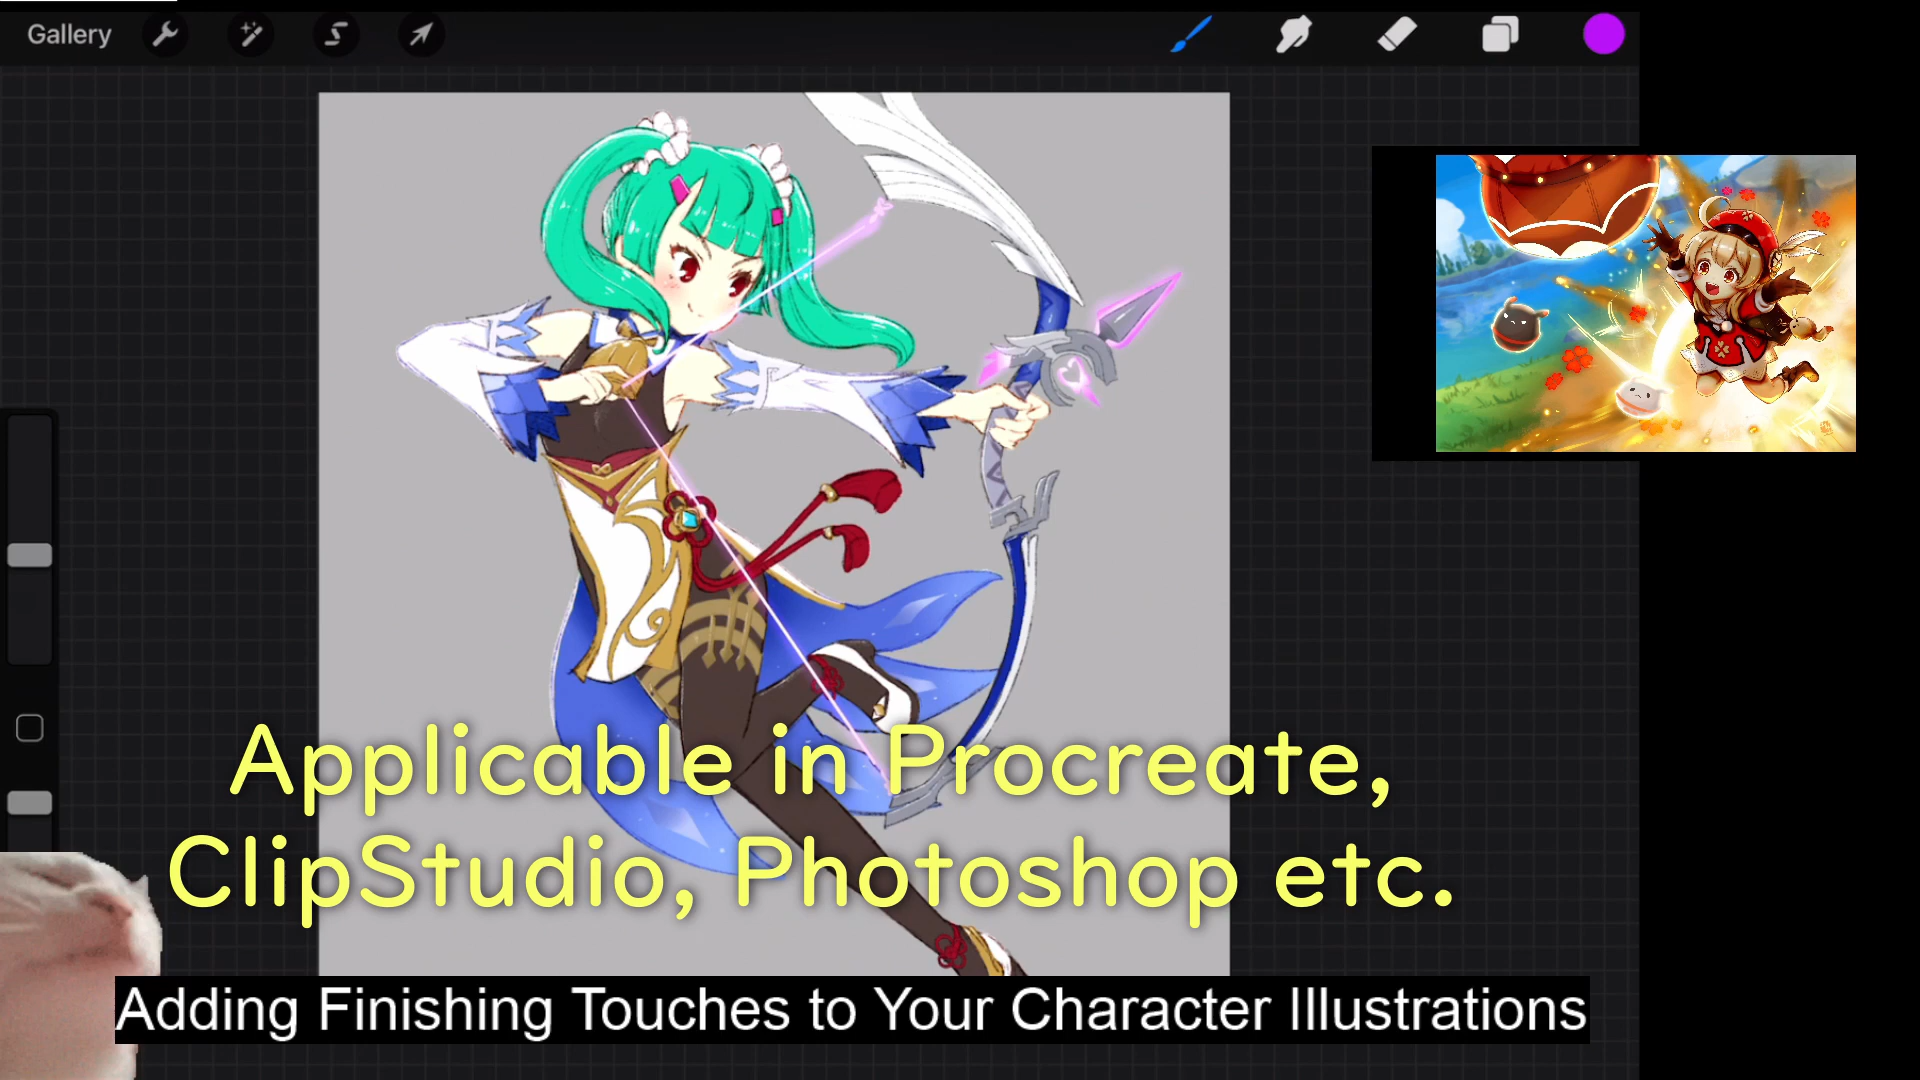 Gallery
Applicable in Procreate,
ClipStudio, Photoshop etc.
Adding Finishing Touches to Your Character Illustrations